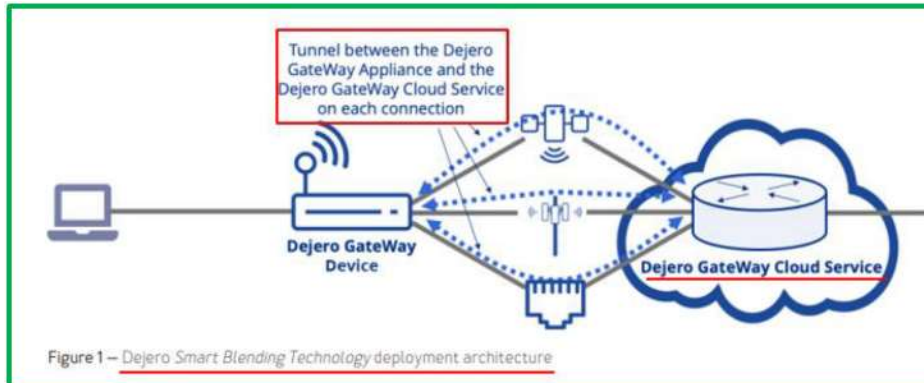 Tunnel between the Dejero
GateWay Appliance and the
Dejero GateWay Cloud Service
on each connection
Dejero GateWay
Device
Dejero GateWay Cloud Service
Figure 1 — Dejero Smart Blending Technology deployment architecture